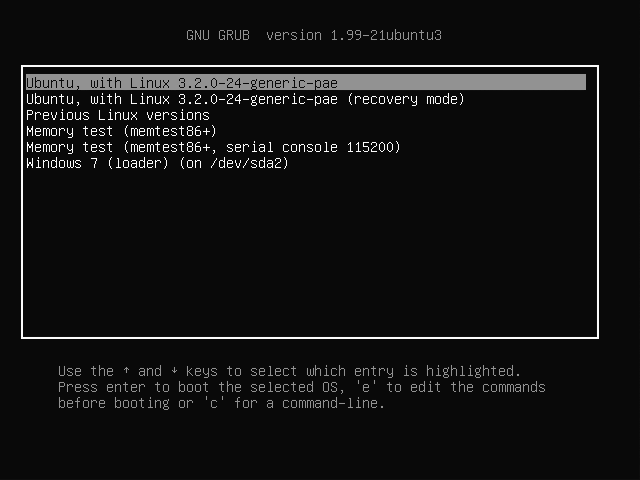 GNU GRUB  version 1.99-21ubuntu3
Ubuntu, with Linux 3.2.0-24-generic-pae
Ubuntu, with Linux 3.2.0-24-generic-pae (recovery mode)
Previous Linux versions
Memory test (memtest86+)
Memory test (memtest86+, serial console 115200)
Windows 7 (loader) (on /dev/sda2)
Use the ↑ and ↓ keys to select which entry is highlighted.
Press enter to boot the selected OS, 'e' to edit the commands
before booting or 'c' for a command-line.